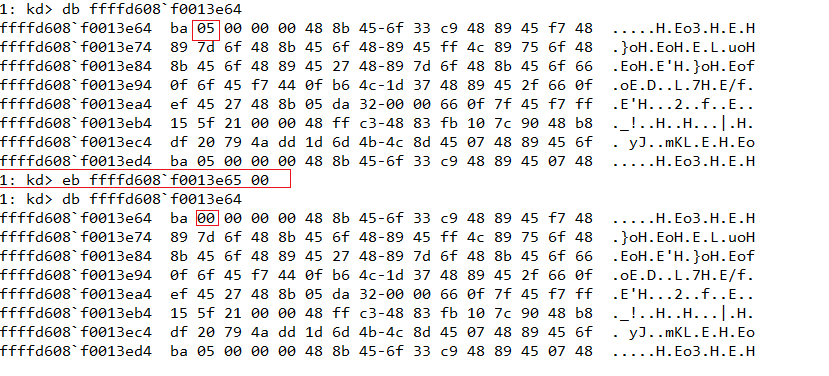 1: kd> db ffffd608`f0013e64
ffffd608`f0013e64  ba 05 00 00 00 48 8b 45-6f 33 c9 48 89 45 f7 48  .....H.Eo3.H.E.H
ffffd608`f0013e74  89 7d 6f 48 8b 45 6f 48-89 45 ff 4c 89 75 6f 48  .}oH.EoH.E.L.uoH
ffffd608`f0013e84  8b 45 6f 48 89 45 27 48-89 7d 6f 48 8b 45 6f 66  .EoH.E'H.}oH.Eof
ffffd608`f0013e94  0f 6f 45 f7 44 0f b6 4c-1d 37 48 89 45 2f 66 0f  .oE.D..L.7H.E/f.
ffffd608`f0013ea4  ef 45 27 48 8b 05 da 32-00 00 66 0f 7f 45 f7 ff  .E'H...2..f..E..
ffffd608`f0013eb4  15 5f 21 00 00 48 ff c3-48 83 fb 10 7c 90 48 b8  ._!..H..H...|.H.
ffffd608`f0013ec4  df 20 79 4a dd 1d 6d 4b-4c 8d 45 07 48 89 45 6f  . yJ..mKL.E.H.Eo
ffffd608`f0013ed4  ba 05 00 00 00 48 8b 45-6f 33 c9 48 89 45 07 48  .....H.Eo3.H.E.H
1: kd> eb ffffd608`f0013e65 00
1: kd> db ffffd608`f0013e64
ffffd608`f0013e64  ba 00 00 00 00 48 8b 45-6f 33 c9 48 89 45 f7 48  .....H.Eo3.H.E.H
ffffd608`f0013e74  89 7d 6f 48 8b 45 6f 48-89 45 ff 4c 89 75 6f 48  .}oH.EoH.E.L.uoH
ffffd608`f0013e84  8b 45 6f 48 89 45 27 48-89 7d 6f 48 8b 45 6f 66  .EoH.E'H.}oH.Eof
ffffd608`f0013e94  0f 6f 45 f7 44 0f b6 4c-1d 37 48 89 45 2f 66 0f  .oE.D..L.7H.E/f.
ffffd608`f0013ea4  ef 45 27 48 8b 05 da 32-00 00 66 0f 7f 45 f7 ff  .E'H...2..f..E..
ffffd608`f0013eb4  15 5f 21 00 00 48 ff c3-48 83 fb 10 7c 90 48 b8  ._!..H..H...|.H.
ffffd608`f0013ec4  df 20 79 4a dd 1d 6d 4b-4c 8d 45 07 48 89 45 6f  . yJ..mKL.E.H.Eo
ffffd608`f0013ed4  ba 05 00 00 00 48 8b 45-6f 33 c9 48 89 45 07 48  .....H.Eo3.H.E.H